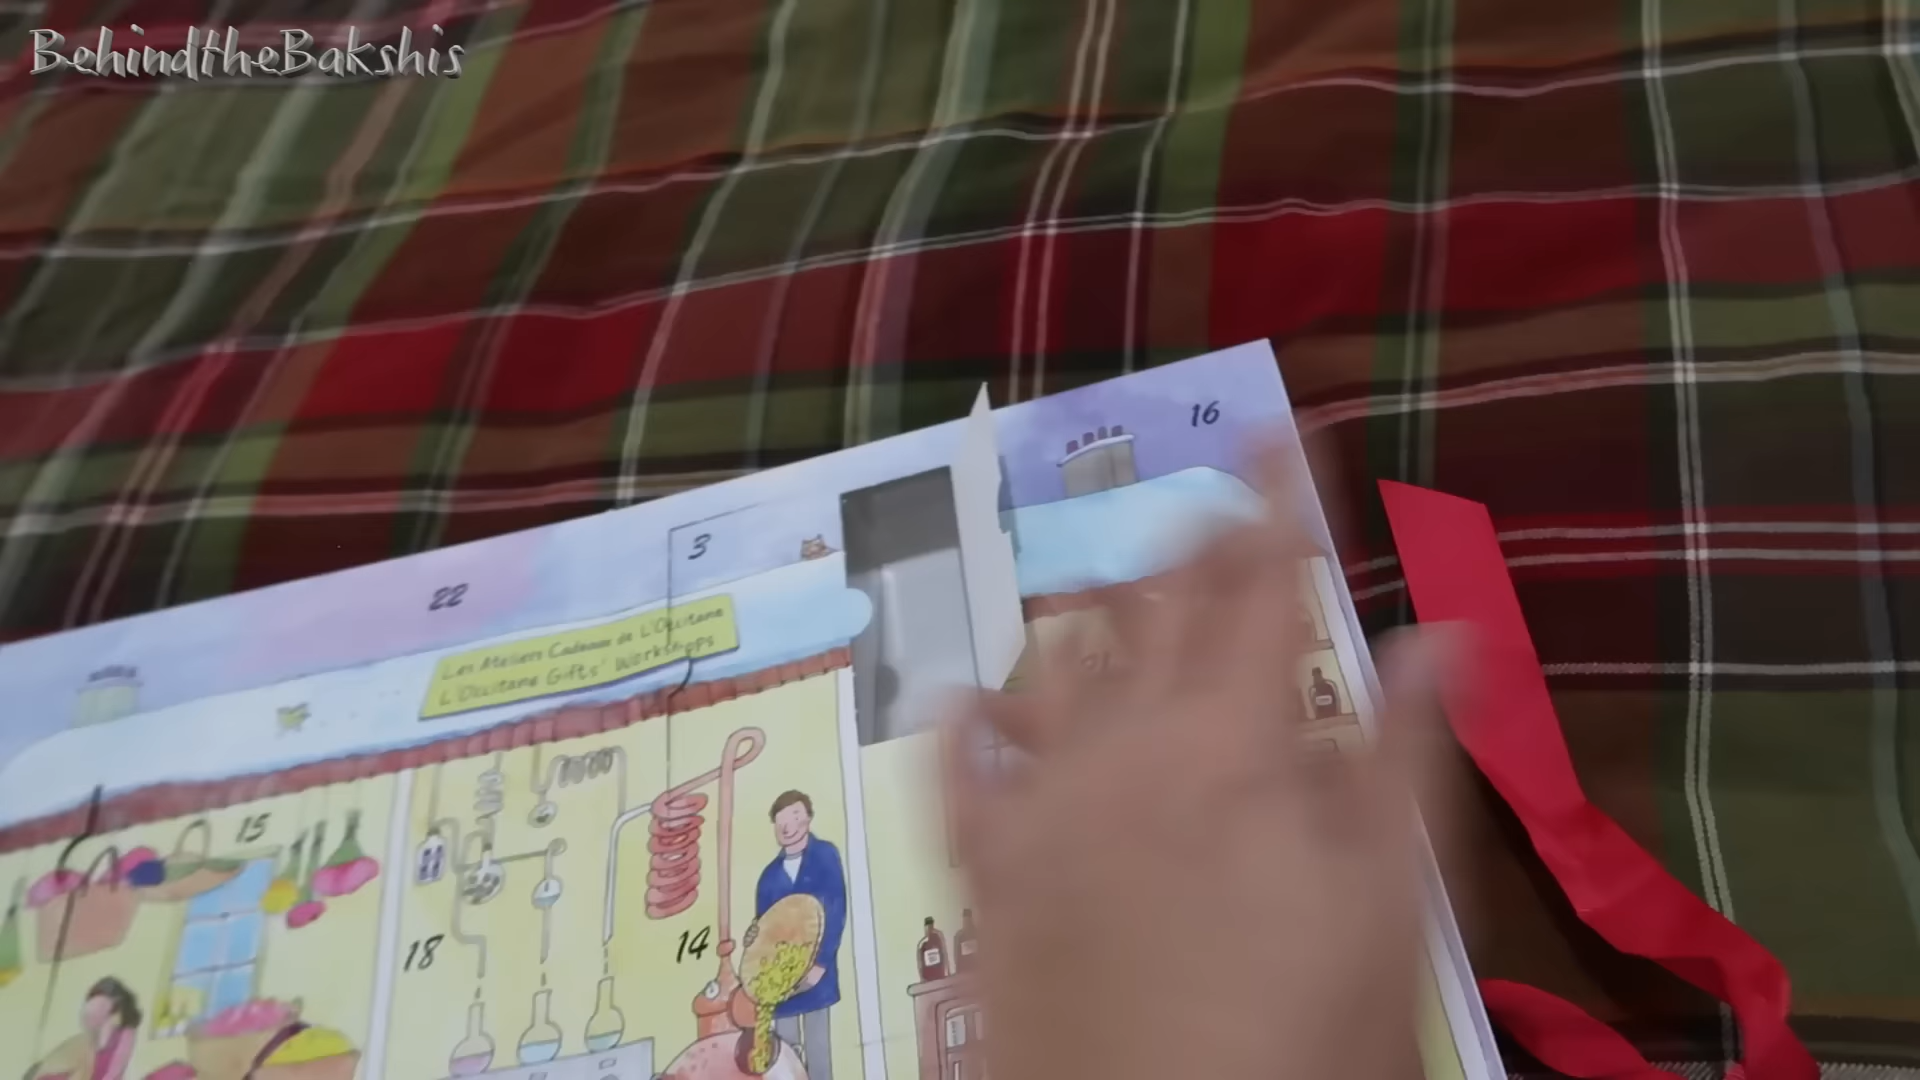 BehindtheBakshis
16
3
22
Les Ateliers Cadeaux de L'Occitane
L'Occitane Gifts' Workshops
15
18
14